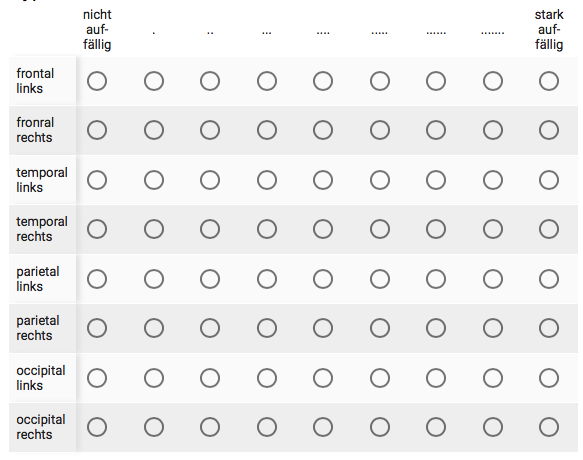 nicht
auf-
fällig
.
..
...
....
.....
......
.......
stark
auf-
fällig
frontal
links
fronral
rechts
temporal
links
temporal
rechts
parietal
links
parietal
rechts
occipital
links
occipital
rechts